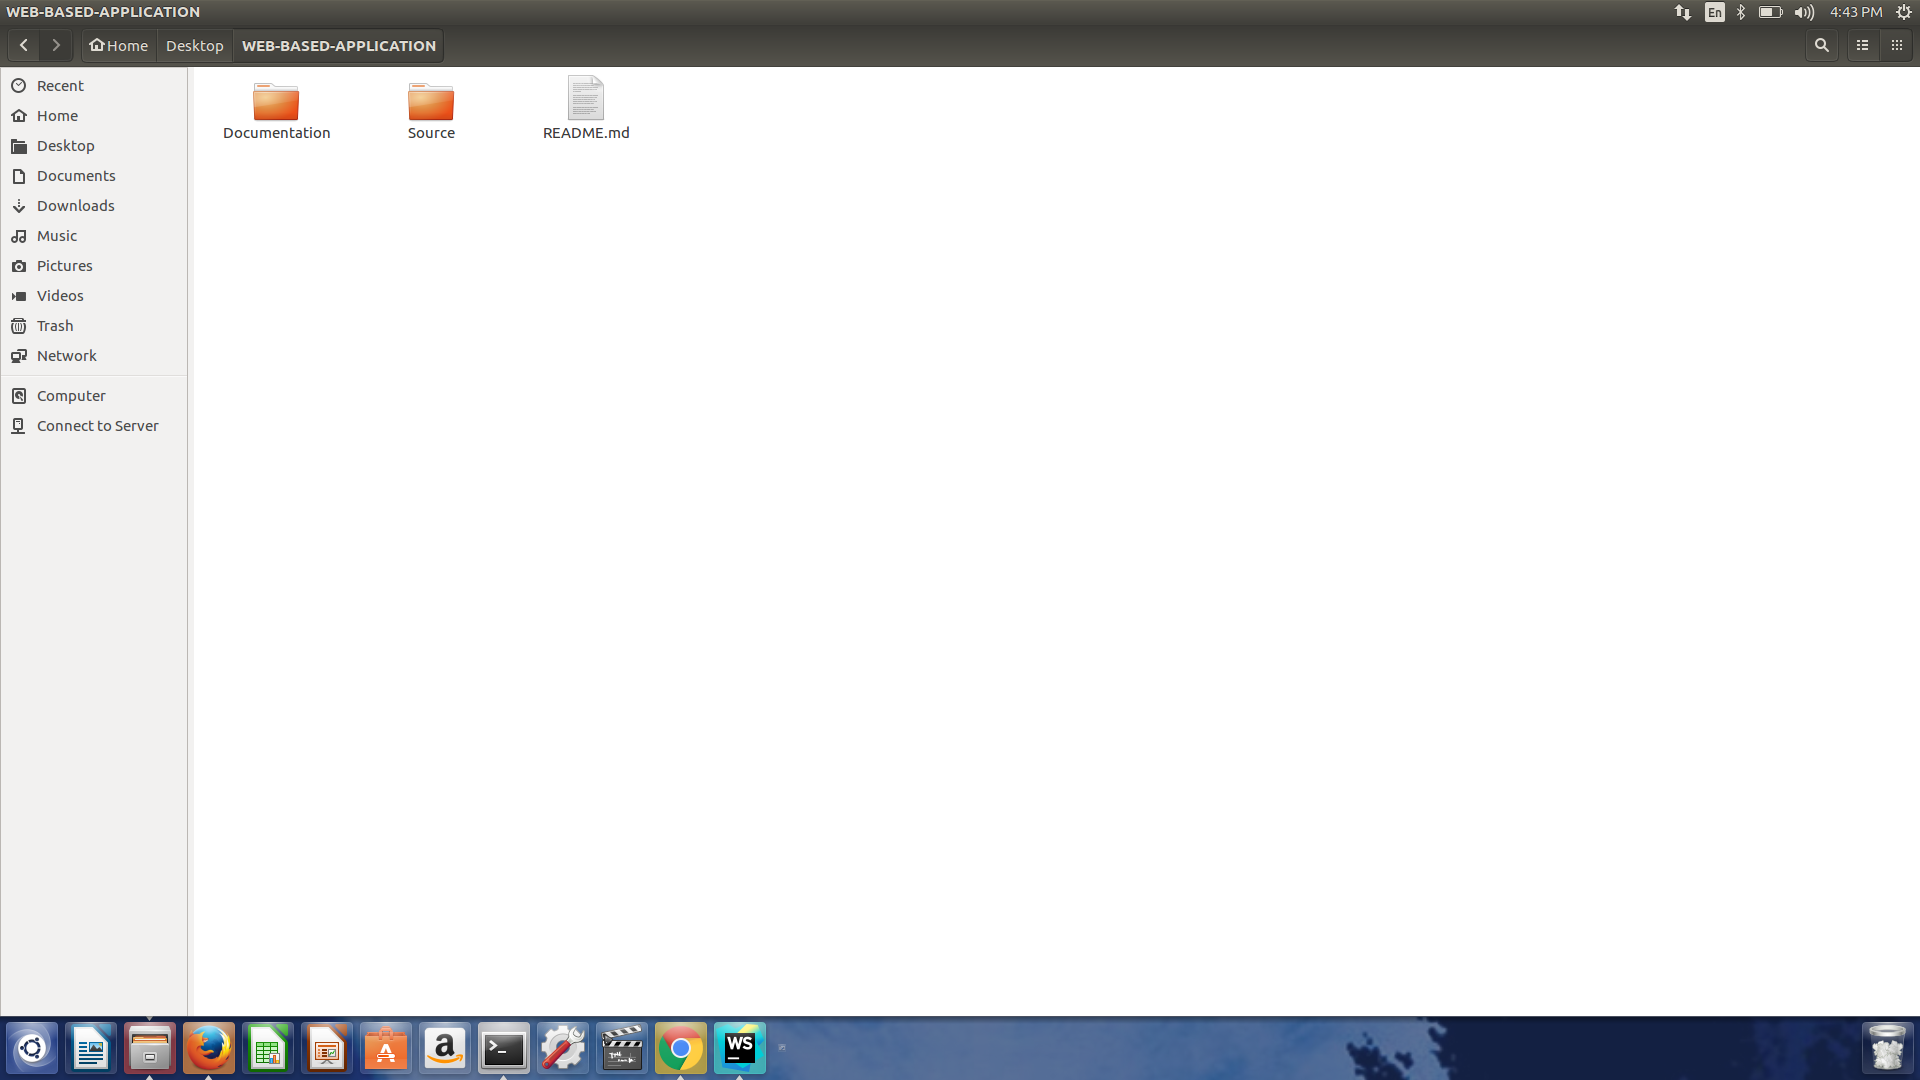 WEB-BASED-APPLICATION
En
4:43 PM
Home
Desktop
WEB-BASED-APPLICATION
Recent
Home
Desktop
Documents
Downloads
Music
Pictures
Videos
Trash
Network
Computer
Connect to Server
Documentation
Source
README.md
WS